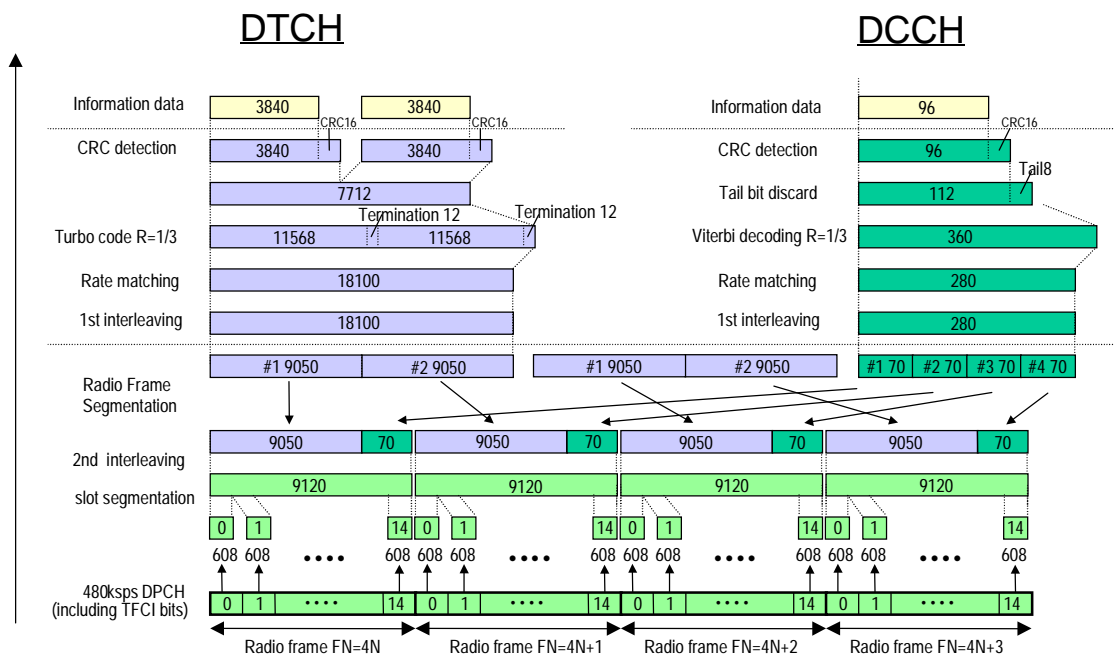 DTCH DCCH
Information data 3840 3840 Information data 96
CRC16 CRC16 CRC16
CRC detection 3840 3840 CRC detection 96
Tail8
7712 Tail bit discard 112
Termination 12 Termination 12
Turbo code R=1/3 11568 11568 Viterbi decoding R=1/3 360
Rate matching 18100 Rate matching 280
1st interleaving 18100 1st interleaving 280
#1 9050 #2 9050 #1 9050 #2 9050 #1 70 #2 70 #3 70 #4 70
Radio Frame
Segmentation
9050 70 9050 70 9050 70 9050 70
2nd interleaving
9120 9120 9120 9120
slot segmentation
0 1 14 0 1 14 0 1 14 0 1 14
608 608 •••• 608 608 608 •••• 608 608 608 •••• 608 608 608 •••• 608
480ksps DPCH
(including TFCI bits)
0 1 •••• 14 0 1 •••• 14 0 1 •••• 14 0 1 •••• 14
Radio frame FN=4N Radio frame FN=4N+1 Radio frame FN=4N+2 Radio frame FN=4N+3